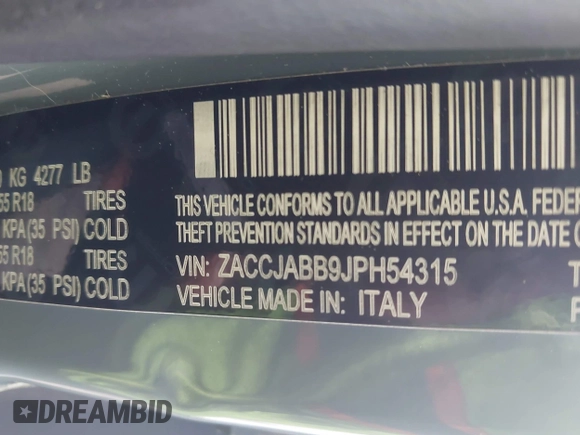 KG 4277 LB
55 R18 TIRES
KPA(35 PSI) COLD
55 R18 TIRES
KPA(35 PSI) COLD
THIS VEHICLE CONFORMS TO ALL APPLICABLE U.S.A. FEDER
THEFT PREVENTION STANDARDS IN EFFECT ON THE DATE
VIN: ZACCJABB9JPH54315
VEHICLE MADE IN: ITALY
DREAMBID